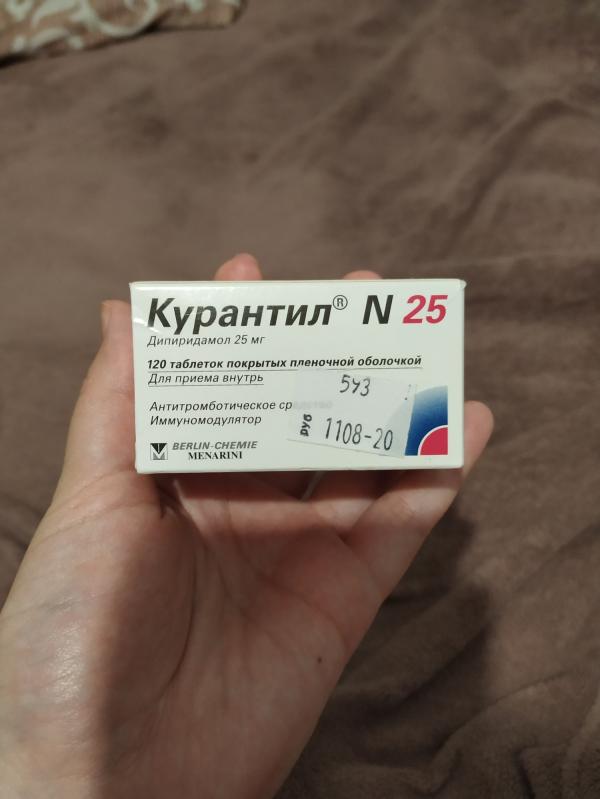 Курантил® N 25
Дипиридамол 25 мг
120 таблеток покрытых пленочной оболочкой
Для приема внутрь
Антитромботическое ср
Иммуномодулятор
BERLIN-CHEMIE
MENARINI
543
руб 1108-20